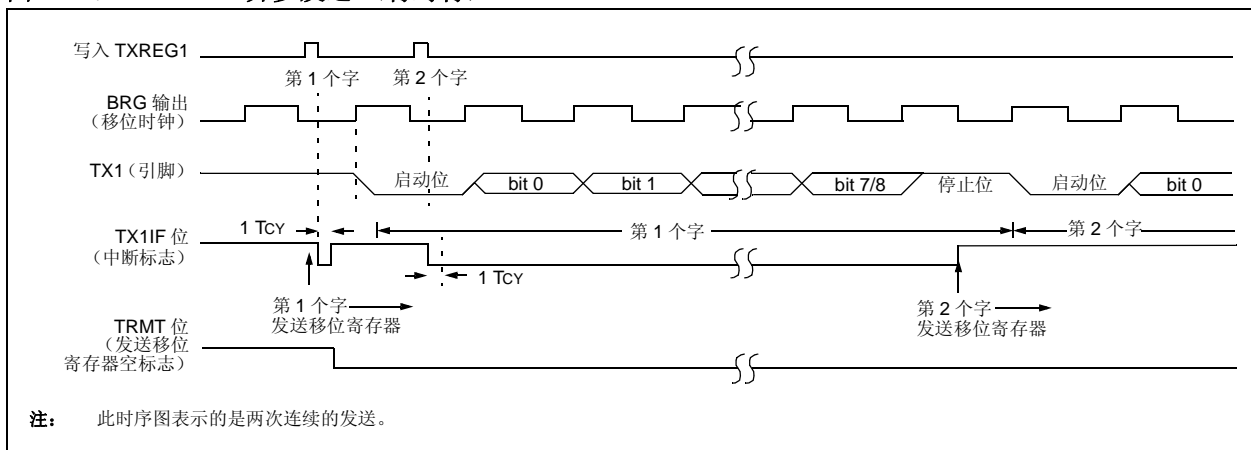 写入 TXREG1
第 1 个字
第 2 个字
BRG 输出
（移位时钟）
TX1（引脚）
启动位
bit 0
bit 1
bit 7/8
停止位
启动位
bit 0
TX1IF 位
（中断标志）
1 TCY
第 1 个字
第 2 个字
1 TCY
第 1 个字
发送移位寄存器
第 2 个字
发送移位寄存器
TRMT 位
（发送移位
寄存器空标志）
注： 此时序图表示的是两次连续的发送。